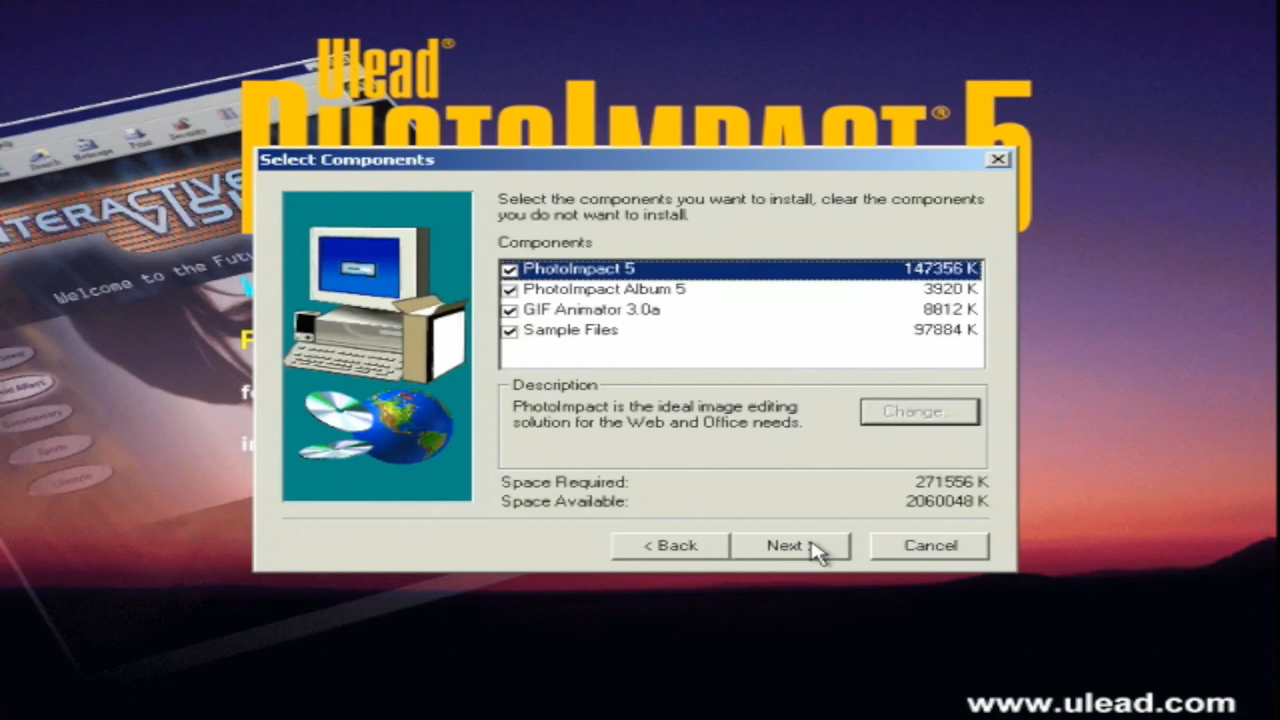 Ulead®
PHOTOIMPACT® 5
Select Components
INTERACTIVE
Welcome to the Futu
Select the components you want to install, clear the components
you do not want to install.
Components
PhotoImpact 5 147356 K
PhotoImpact Album 5 3920 K
GIF Animator 3.0a 8812 K
Sample Files 97884 K
Description
PhotoImpact is the ideal image editing
solution for the Web and Office needs.
Change...
Space Required: 271556 K
Space Available: 2060048 K
< Back
Next >
Cancel
www.ulead.com